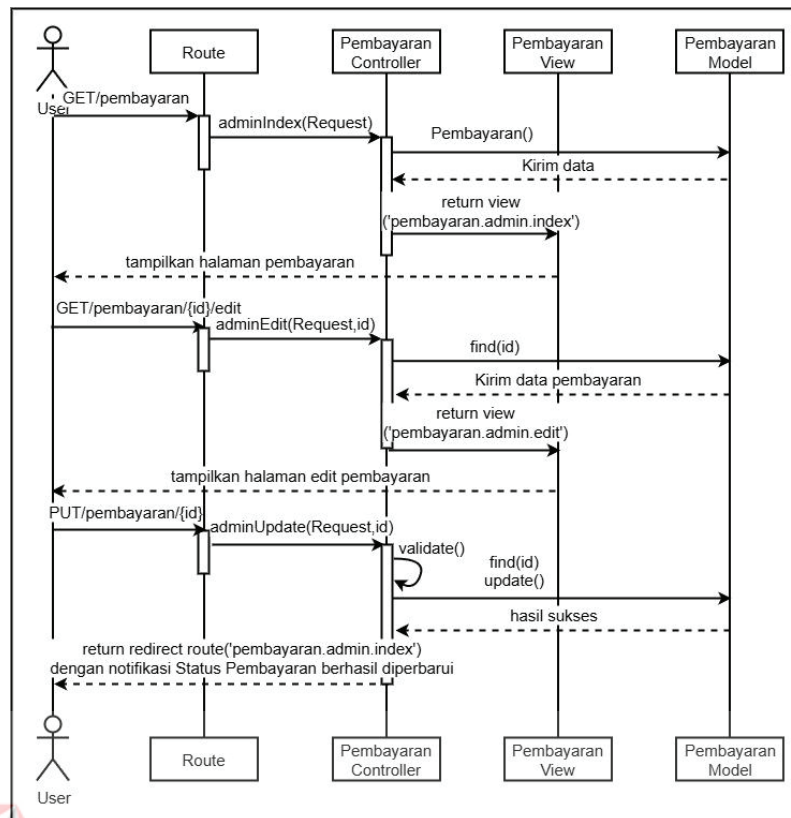 Route
Pembayaran
Controller
Pembayaran
View
Pembayaran
Model
User
GET/pembayaran
adminIndex(Request)
Pembayaran()
Kirim data
return view
('pembayaran.admin.index')
tampilkan halaman pembayaran
GET/pembayaran/{id}/edit
adminEdit(Request,id)
find(id)
Kirim data pembayaran
return view
('pembayaran.admin.edit')
tampilkan halaman edit pembayaran
PUT/pembayaran/{id}
adminUpdate(Request,id)
validate()
find(id)
update()
hasil sukses
return redirect route('pembayaran.admin.index')
dengan notifikasi Status Pembayaran berhasil diperbarui
User
Route
Pembayaran
Controller
Pembayaran
View
Pembayaran
Model